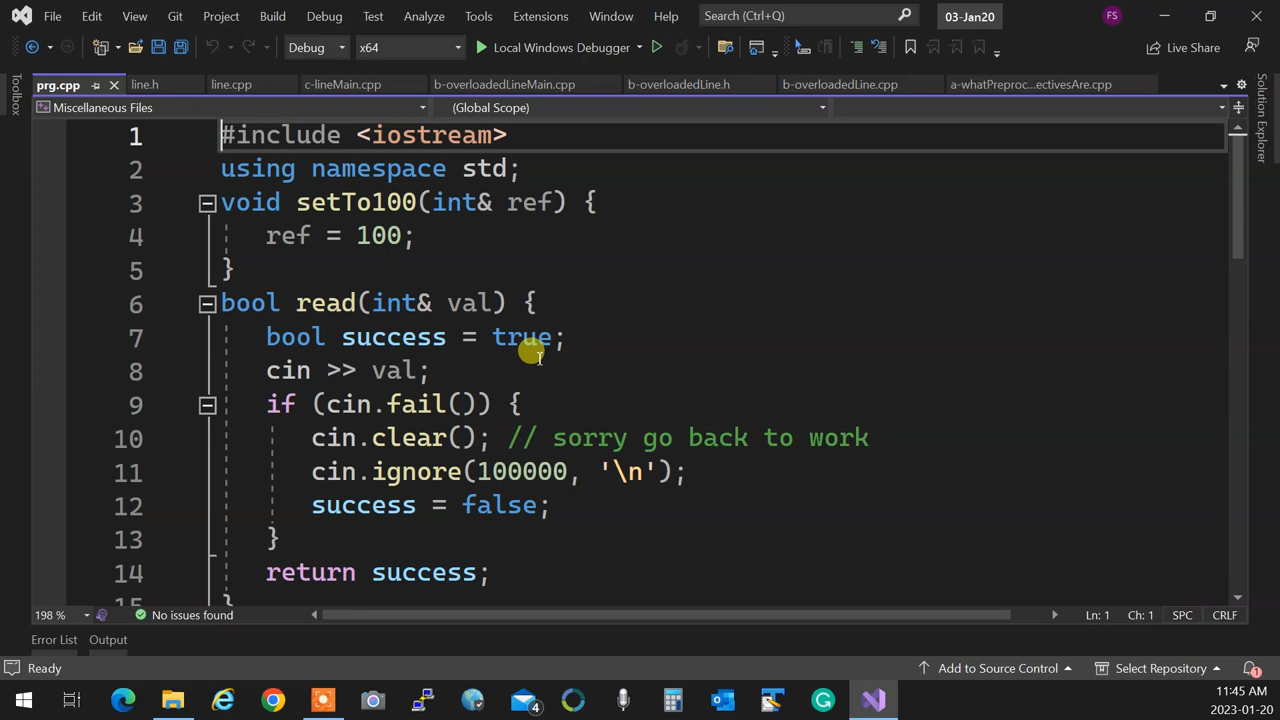 File Edit View Git Project Build Debug Test Analyze Tools Extensions Window Help Search (Ctrl+Q) 03-Jan20 FS
Debug x64 Local Windows Debugger Live Share
prg.cpp line.h line.cpp c-lineMain.cpp b-overloadedLineMain.cpp b-overloadedLine.h b-overloadedLine.cpp a-whatPreproc...ectivesAre.cpp
Toolbox
Solution Explorer
Miscellaneous Files (Global Scope)
1 #include <iostream>
2 using namespace std;
3 void setTo100(int& ref) {
4 ref = 100;
5 }
6 bool read(int& val) {
7 bool success = true;
8 cin >> val;
9 if (cin.fail()) {
10 cin.clear(); // sorry go back to work
11 cin.ignore(100000, '\n');
12 success = false;
13 }
14 return success;
15 }
198 % No issues found Ln: 1 Ch: 1 SPC CRLF
Error List Output
Ready Add to Source Control Select Repository 1
4 11:45 AM
2023-01-20